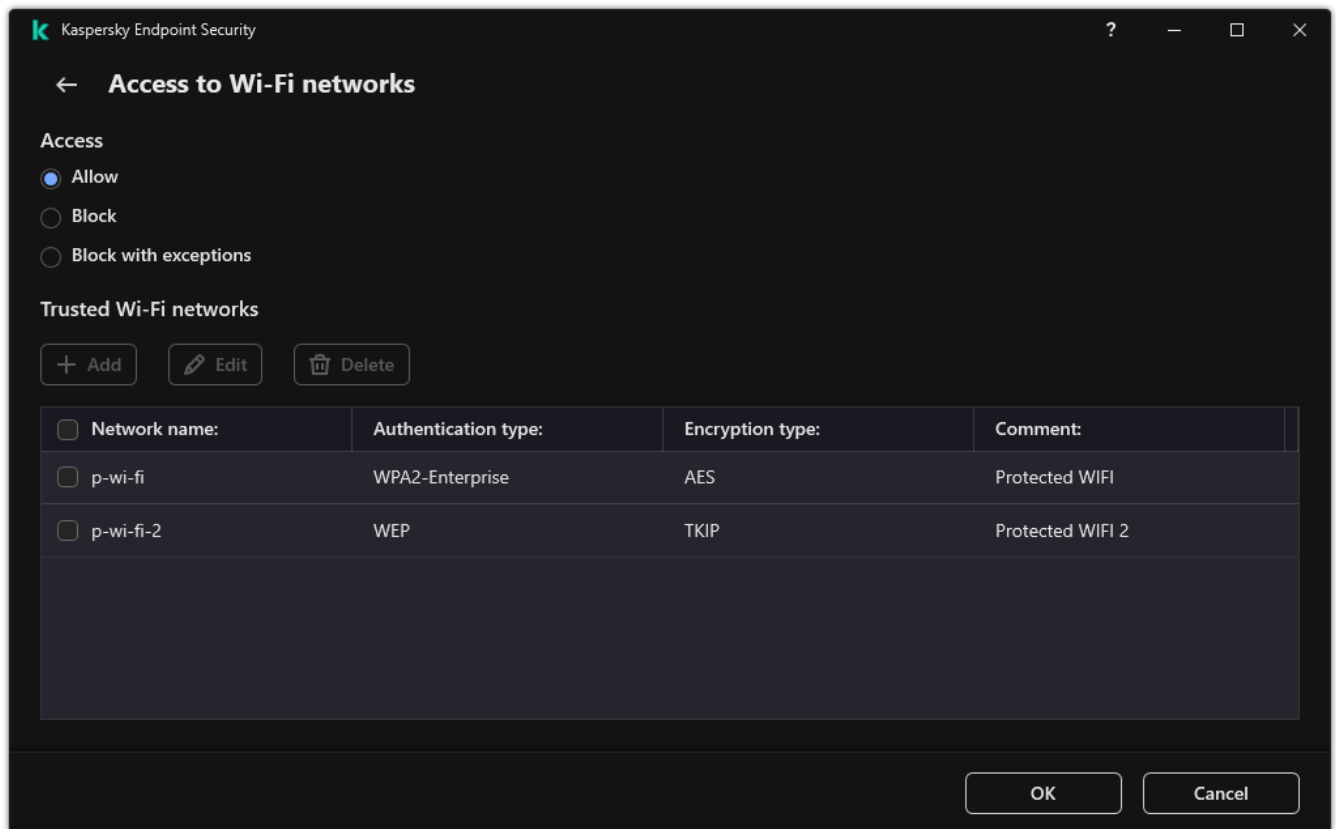 Kaspersky Endpoint Security ?
Access to Wi-Fi networks
Access
Allow
Block
Block with exceptions
Trusted Wi-Fi networks
Add Edit Delete
Network name: Authentication type: Encryption type: Comment:
p-wi-fi WPA2-Enterprise AES Protected WIFI
p-wi-fi-2 WEP TKIP Protected WIFI 2
OK Cancel